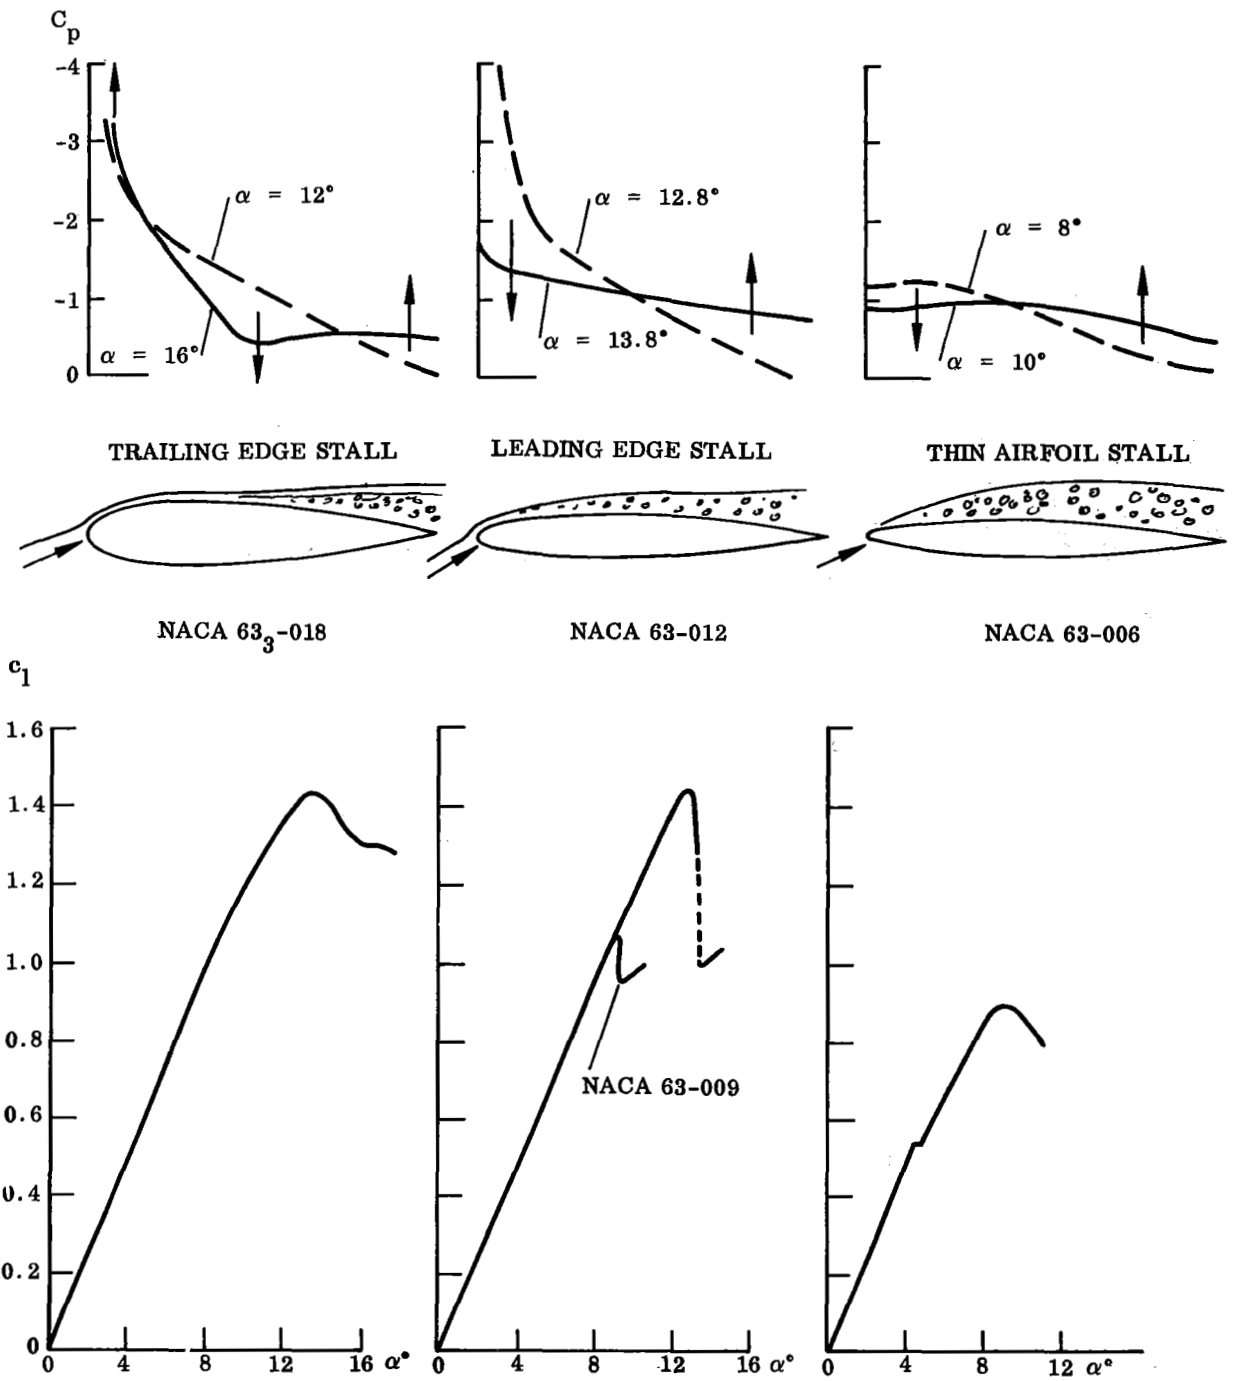 Cp
-4
-3
-2
-1
0
α = 12°
α = 16°
α = 12.8°
α = 13.8°
α = 8°
α = 10°
TRAILING EDGE STALL
LEADING EDGE STALL
THIN AIRFOIL STALL
NACA 63₃-018
NACA 63-012
NACA 63-006
c₁
1.6
1.4
1.2
1.0
0.8
0.6
0.4
0.2
0
4 8 12 16 α°
NACA 63-009
0 4 8 12 16 α°
0 4 8 α° 12